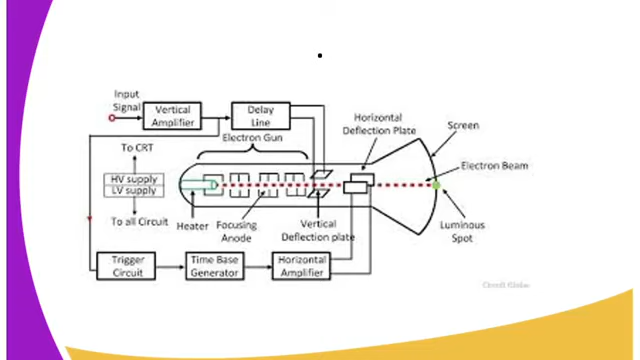 Input
Signal
Vertical
Amplifier
Delay
Line
Electron Gun
Horizontal
Deflection Plate
Screen
To CRT
HV supply
LV supply
To all Circuit
Electron Beam
Heater
Focusing
Anode
Vertical
Deflection plate
Luminous
Spot
Trigger
Circuit
Time Base
Generator
Horizontal
Amplifier